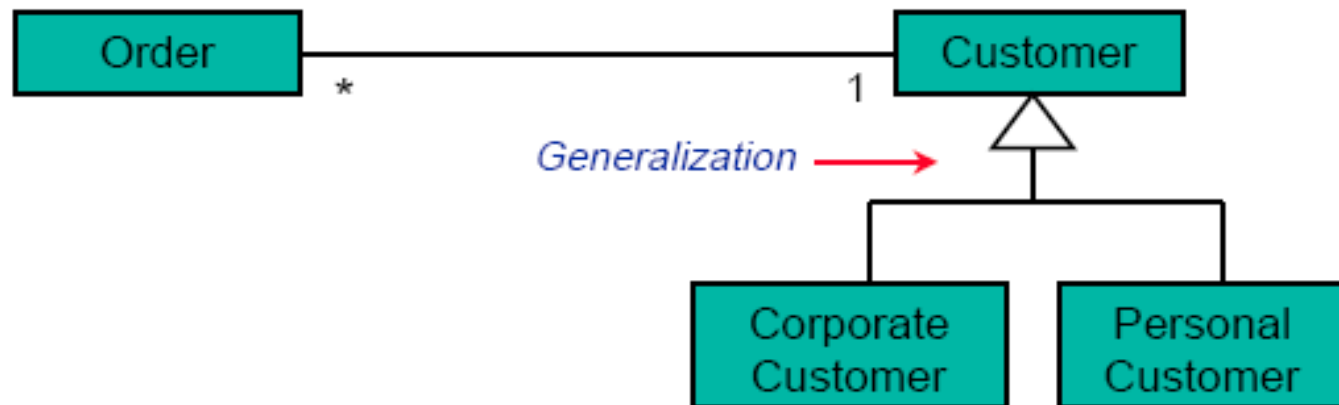 Order
Customer
*
1
Generalization
Corporate
Customer
Personal
Customer